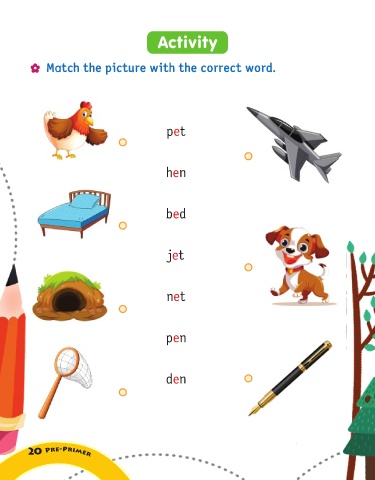 Activity
Match the picture with the correct word.
pet
hen
bed
jet
net
pen
den
20 PRE-PRIMER